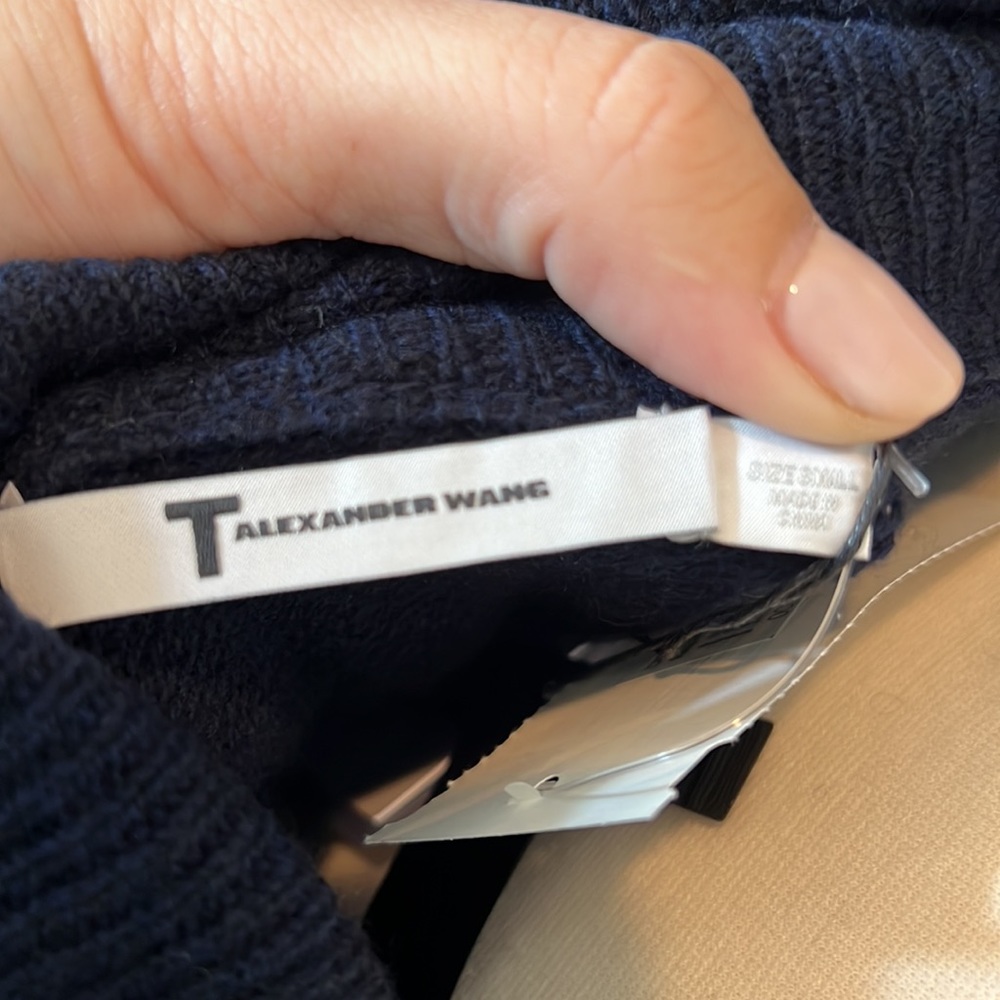 T ALEXANDER WANG
SIZE SMALL
MADE IN
CHINA